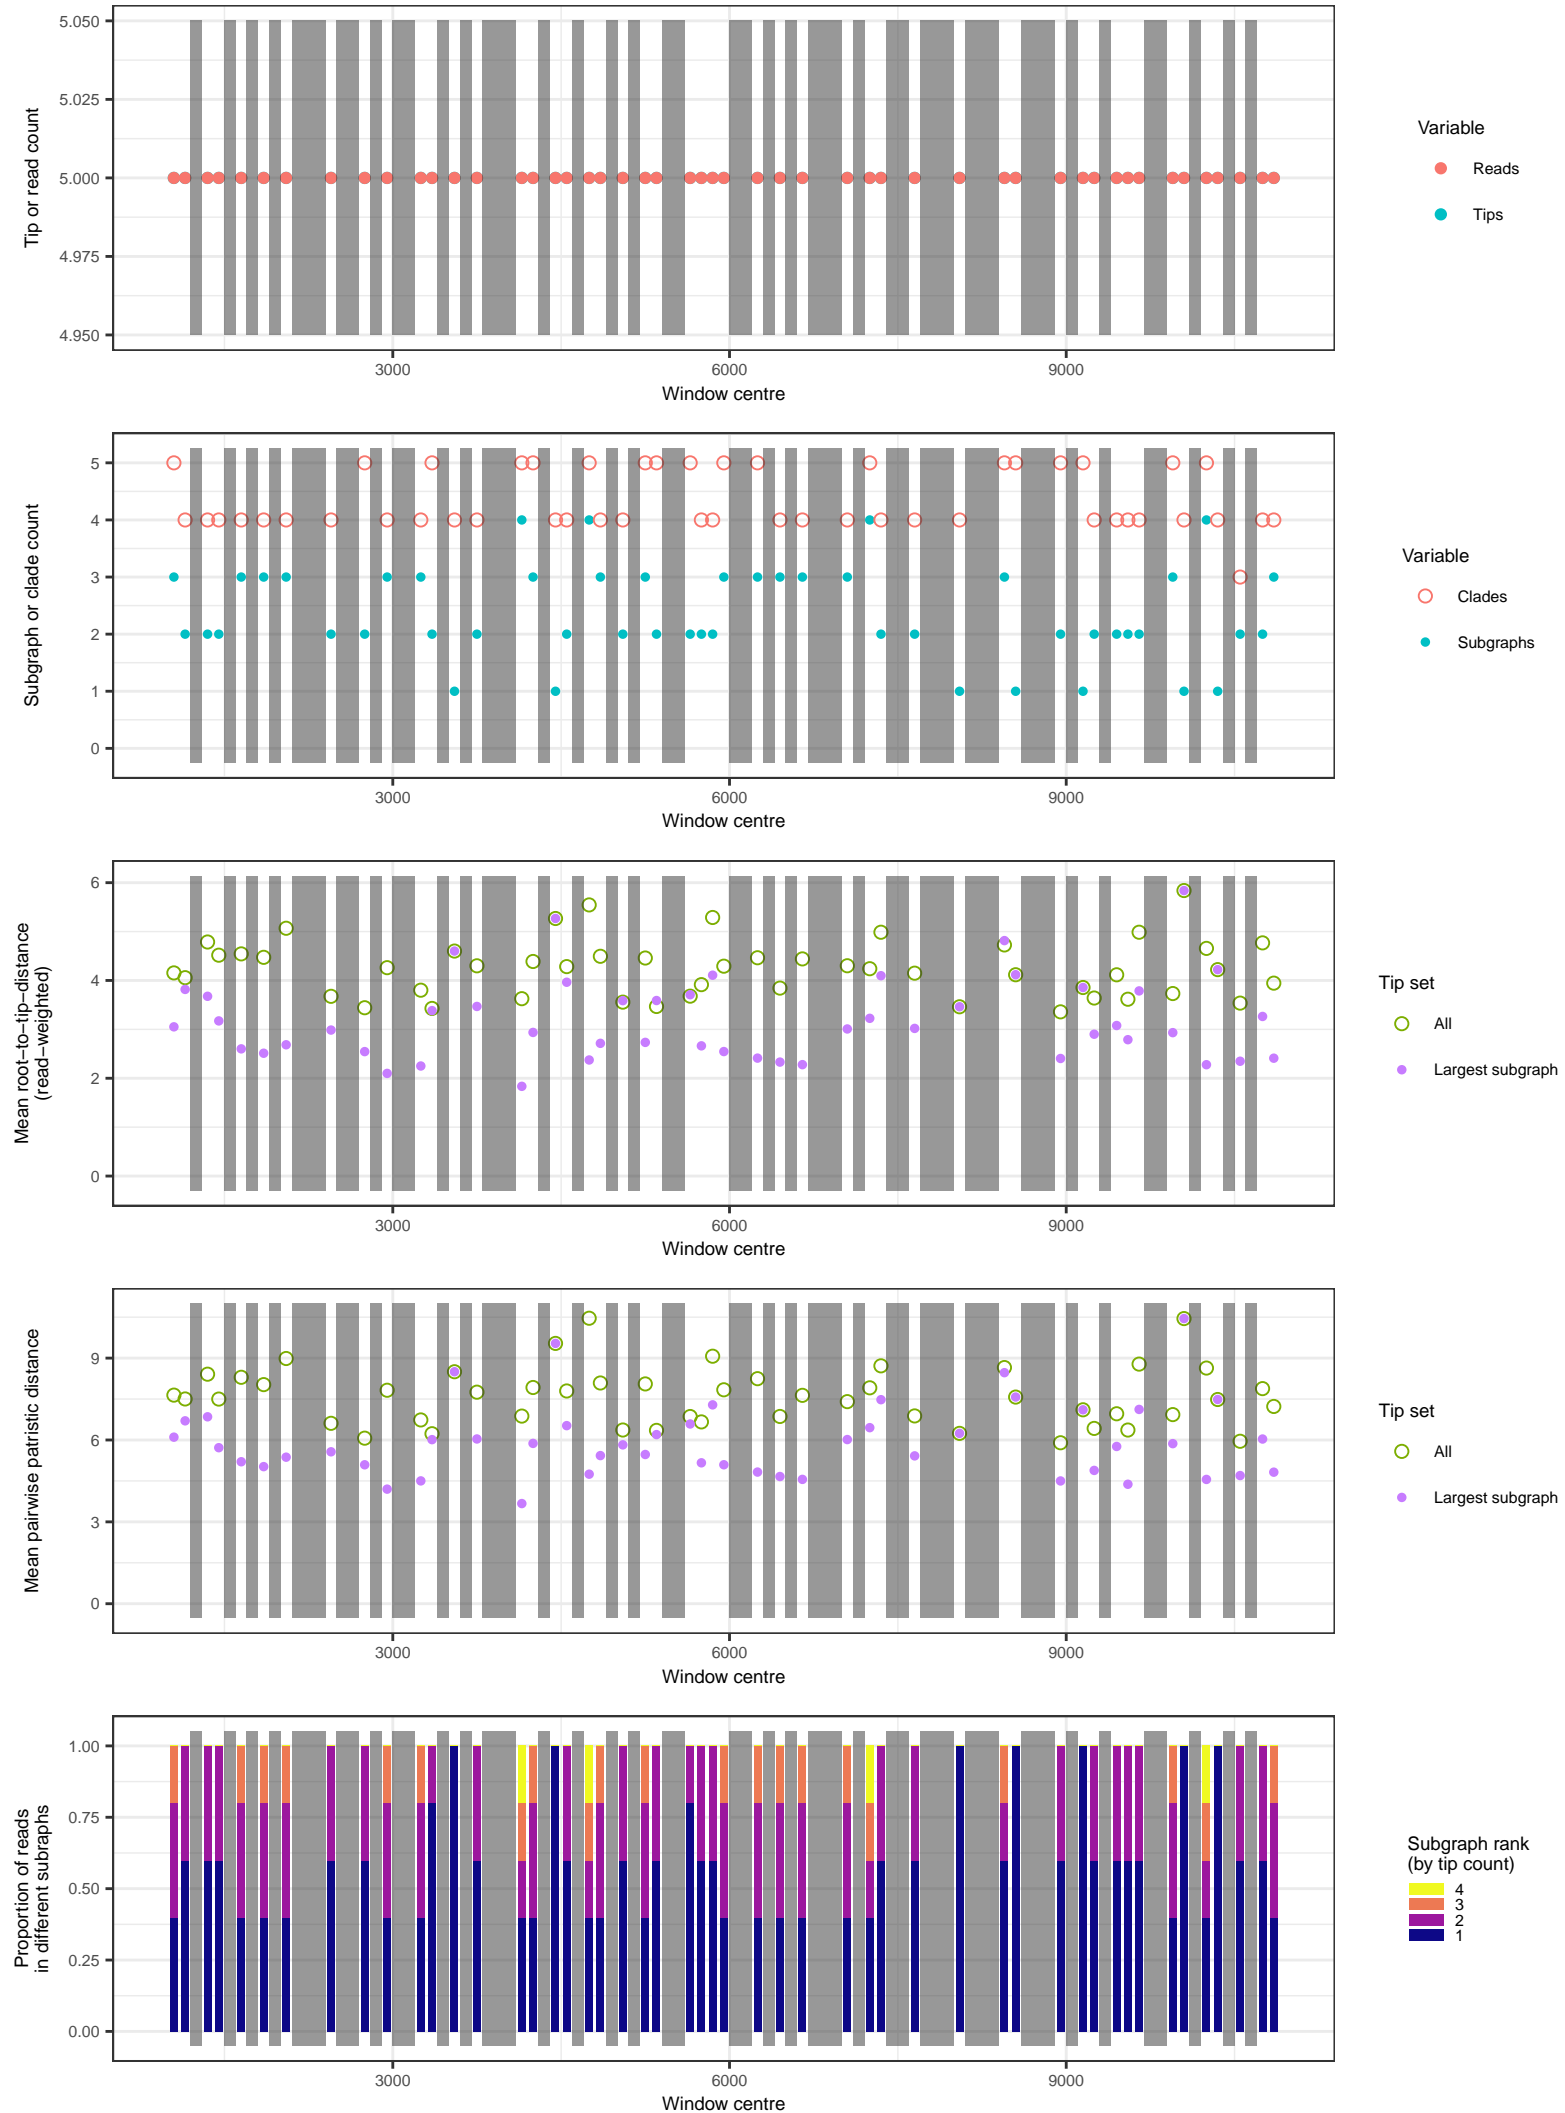 5.050
5.025
5.000
4.975
4.950
Tip or read count
3000
6000
9000
Window centre
Variable
Reads
Tips
5
4
3
2
1
0
Subgraph or clade count
3000
6000
9000
Window centre
Variable
Clades
Subgraphs
6
4
2
0
Mean root−to−tip−distance
(read−weighted)
3000
6000
9000
Window centre
Tip set
All
Largest subgraph
9
6
3
0
Mean pairwise patristic distance
3000
6000
9000
Window centre
Tip set
All
Largest subgraph
1.00
0.75
0.50
0.25
0.00
Proportion of reads
in different subraphs
3000
6000
9000
Window centre
Subgraph rank
(by tip count)
4
3
2
1